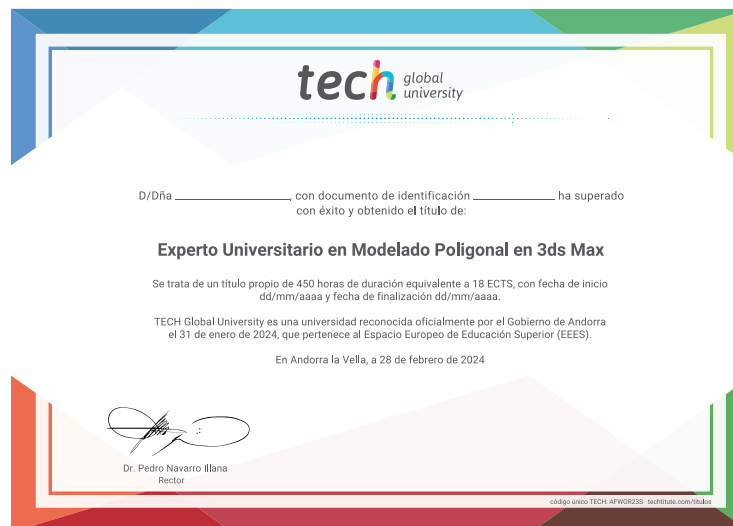 tech global
university
D/Dña ____________________, con documento de identificación ______________ ha superado
con éxito y obtenido el título de:
Experto Universitario en Modelado Poligonal en 3ds Max
Se trata de un título propio de 450 horas de duración equivalente a 18 ECTS, con fecha de inicio
dd/mm/aaaa y fecha de finalización dd/mm/aaaa.
TECH Global University es una universidad reconocida oficialmente por el Gobierno de Andorra
el 31 de enero de 2024, que pertenece al Espacio Europeo de Educación Superior (EEES).
En Andorra la Vella, a 28 de febrero de 2024
Dr. Pedro Navarro Illana
Rector
código único TECH: AFWOR23S techtitute.com/titulos